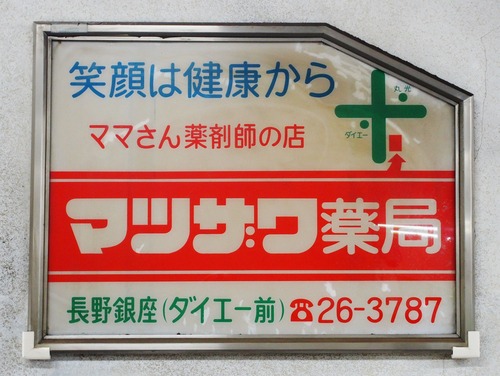 笑顔は健康から
丸光
ダイエー
ママさん薬剤師の店
マツザワ薬局
長野銀座(ダイエー前)☎26-3787